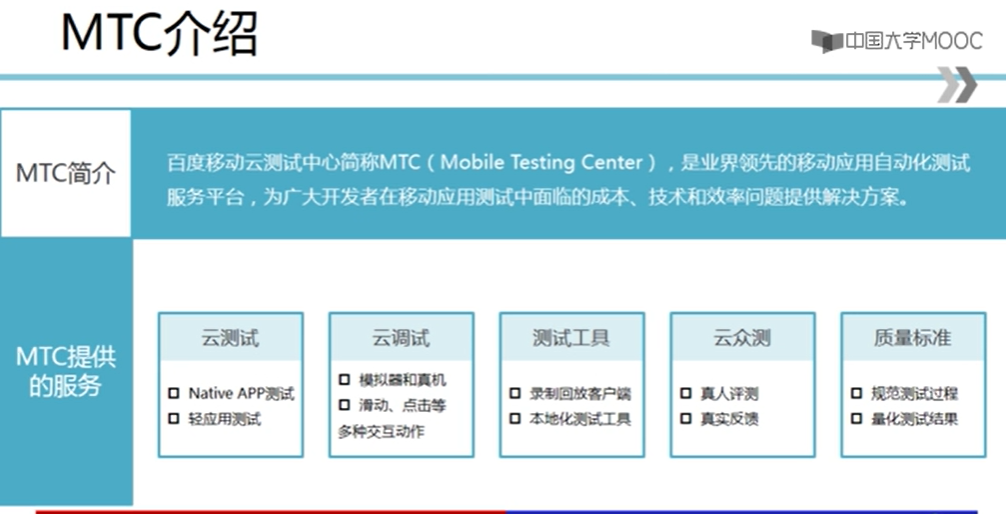 MTC介绍
中国大学MOOC
MTC简介
百度移动云测试中心简称MTC（Mobile Testing Center），是业界领先的移动应用自动化测试
服务平台，为广大开发者在移动应用测试中面临的成本、技术和效率问题提供解决方案。
MTC提供
的服务
云测试
Native APP测试
轻应用测试
云调试
模拟器和真机
滑动、点击等
多种交互动作
测试工具
录制回放客户端
本地化测试工具
云众测
真人评测
真实反馈
质量标准
规范测试过程
量化测试结果